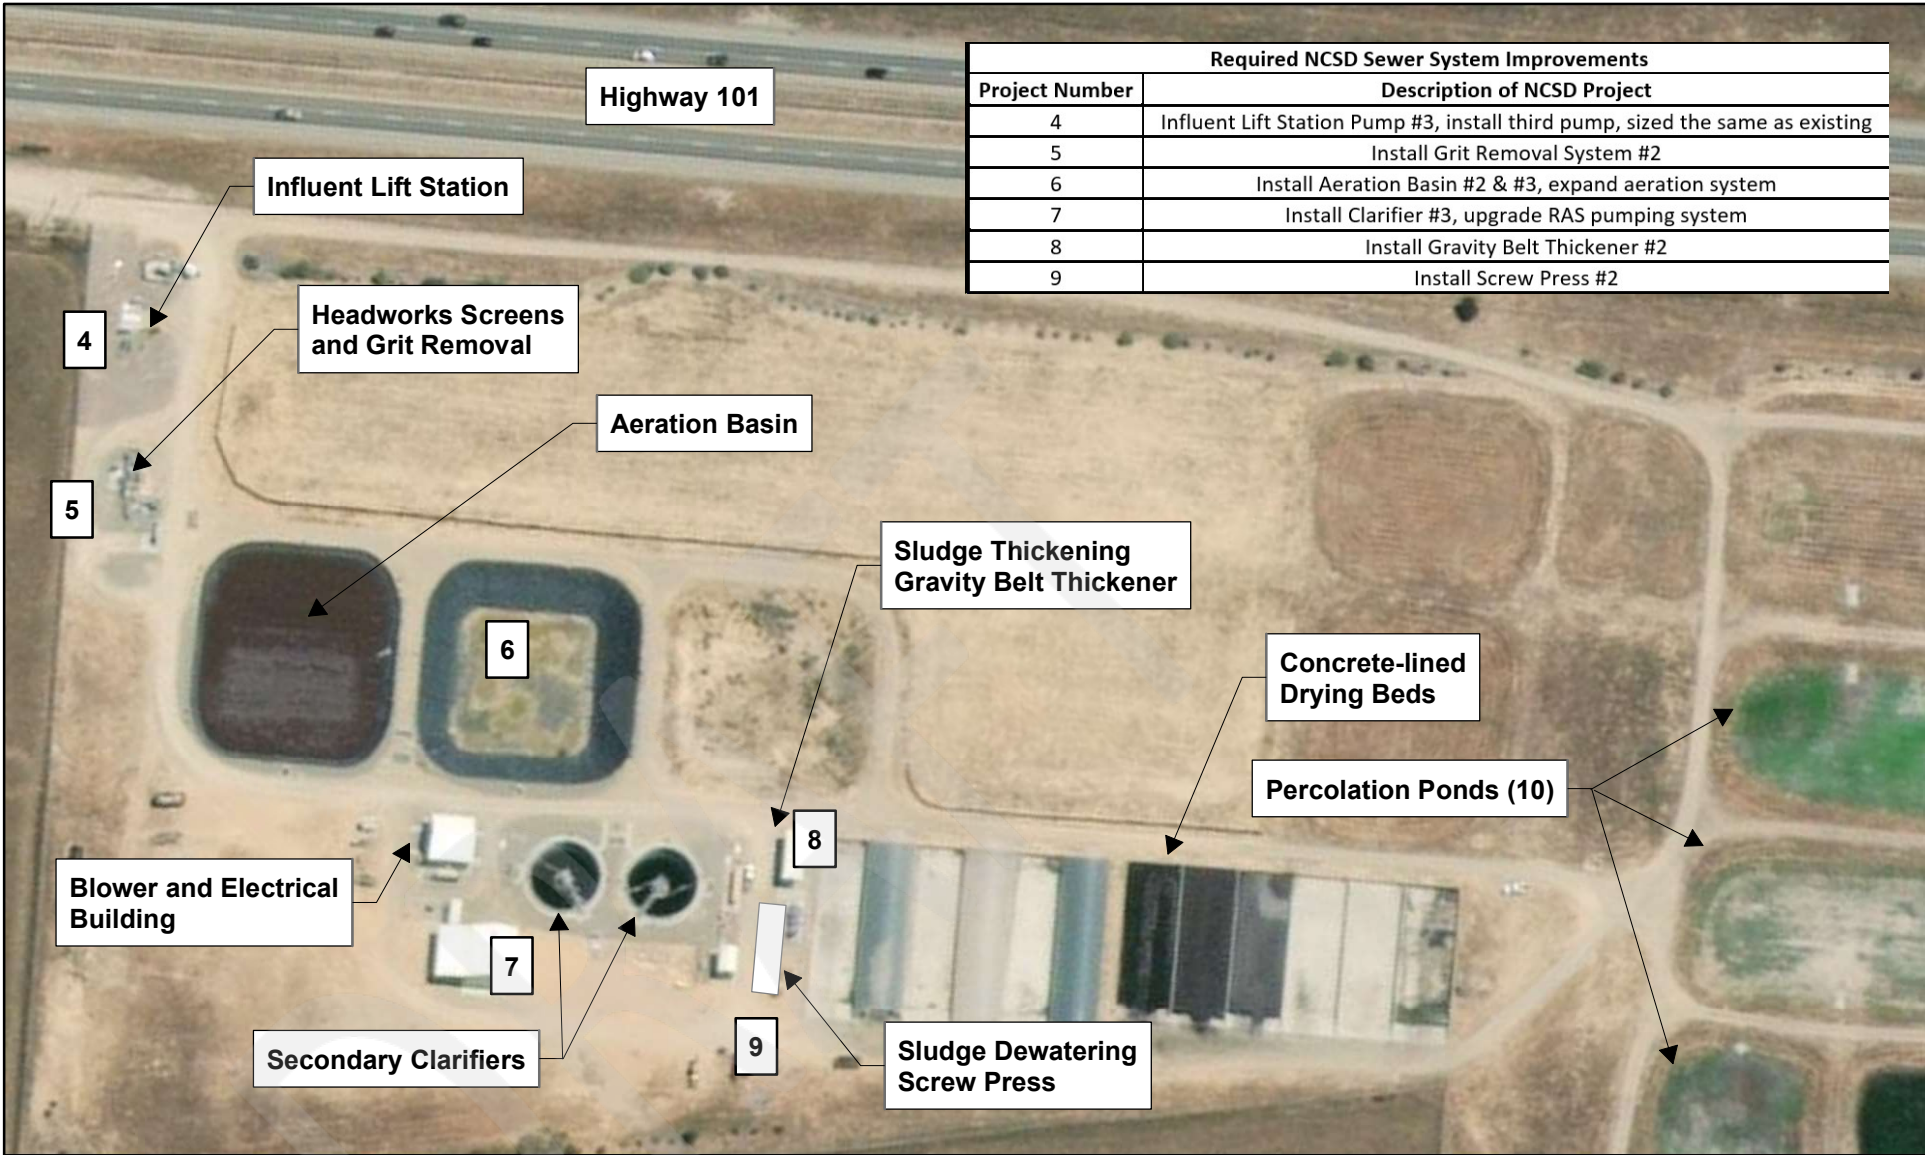 Highway 101
Required NCSD Sewer System Improvements
Project Number Description of NCSD Project
4 Influent Lift Station Pump #3, install third pump, sized the same as existing
5 Install Grit Removal System #2
6 Install Aeration Basin #2 & #3, expand aeration system
7 Install Clarifier #3, upgrade RAS pumping system
8 Install Gravity Belt Thickener #2
9 Install Screw Press #2
Influent Lift Station
4
Headworks Screens
and Grit Removal
5
Aeration Basin
Sludge Thickening
Gravity Belt Thickener
6
Concrete-lined
Drying Beds
Percolation Ponds (10)
8
Blower and Electrical
Building
7
Secondary Clarifiers
9
Sludge Dewatering
Screw Press